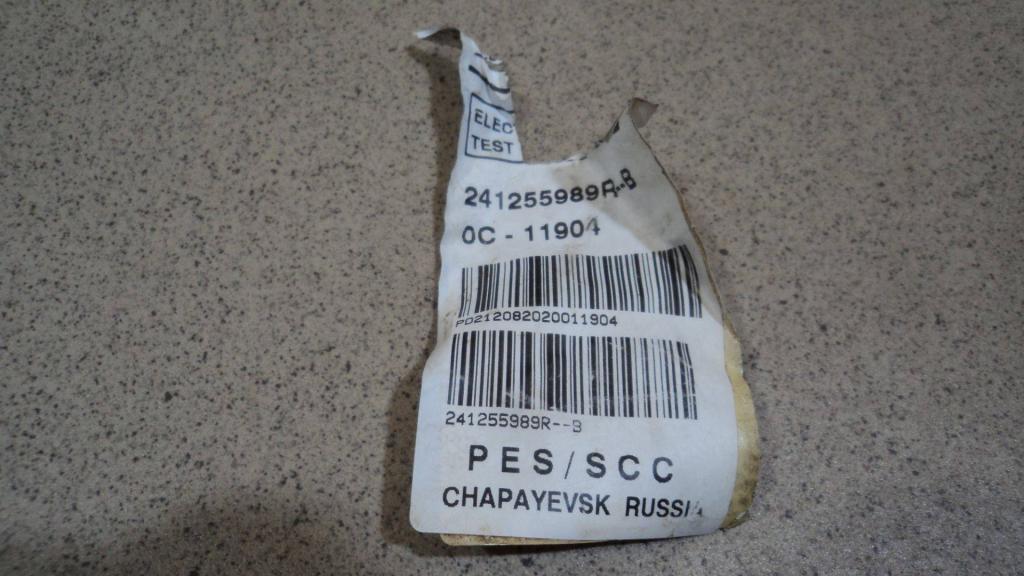 ELEC
TEST
241255989R--B
0C - 11904
PD212082020011904
241255989R--B
PES/SCC
CHAPAYEVSK RUSSIA